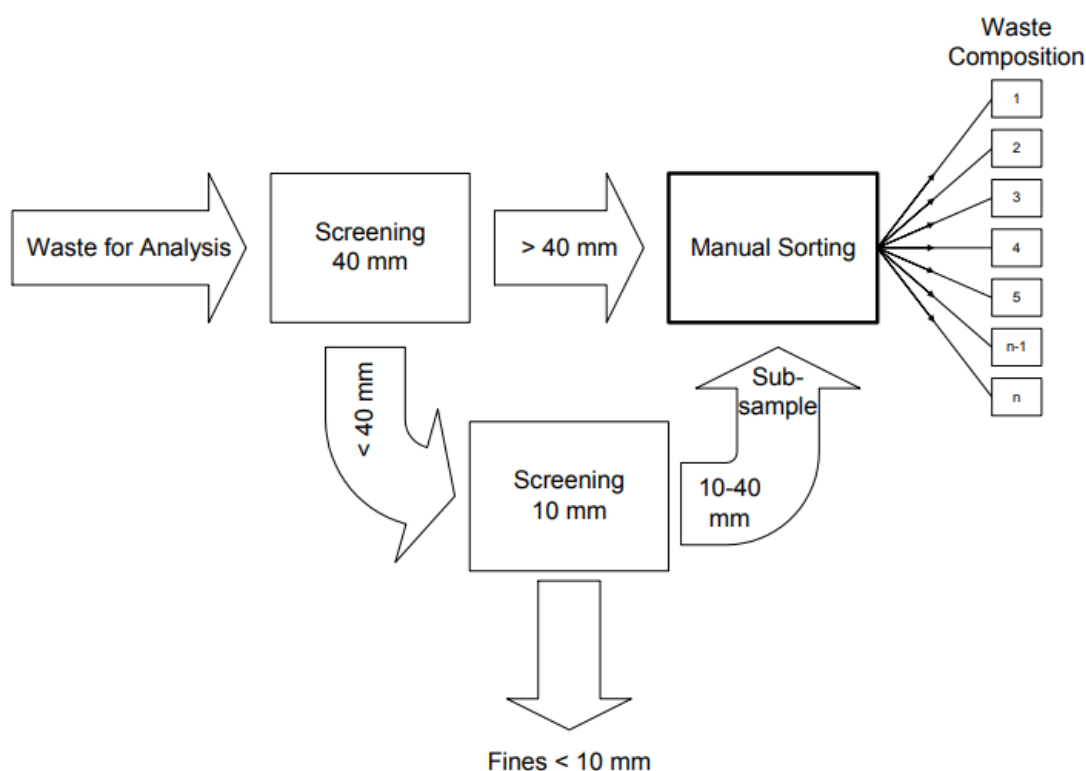 Waste
Composition
1
2
3
4
5
n-1
n
Waste for Analysis
Screening
40 mm
> 40 mm
Manual Sorting
< 40 mm
Sub-
sample
Screening
10 mm
10-40
mm
Fines < 10 mm